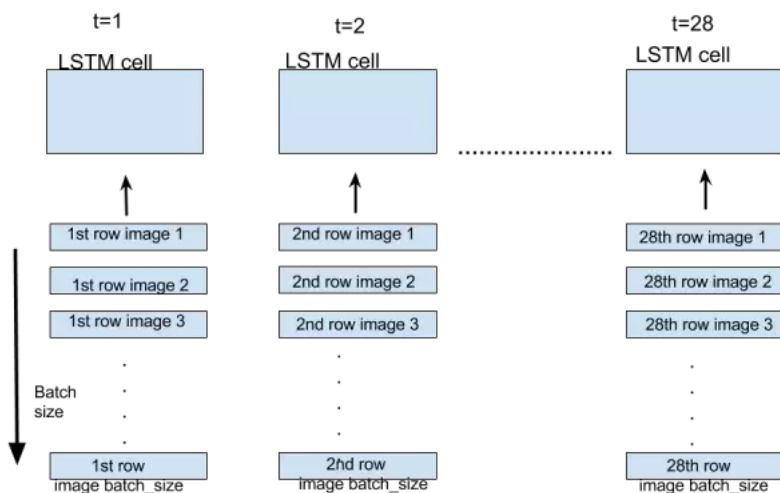 t=1
t=2
t=28
LSTM cell
LSTM cell
LSTM cell
1st row image 1
2nd row image 1
28th row image 1
1st row image 2
2nd row image 2
28th row image 2
1st row image 3
2nd row image 3
28th row image 3
Batch
size
1st row
image batch_size
2nd row
image batch_size
28th row
image batch_size